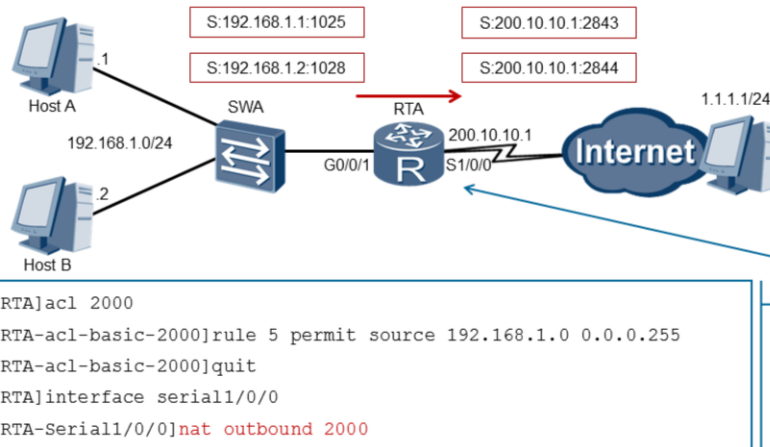 S:192.168.1.1:1025
S:200.10.10.1:2843
S:192.168.1.2:1028
S:200.10.10.1:2844
.1
1.1.1.1/24
Host A
SWA
RTA
192.168.1.0/24
200.10.10.1
Internet
G0/0/1
R
S1/0/0
.2
Host B
RTA]acl 2000
RTA-acl-basic-2000]rule 5 permit source 192.168.1.0 0.0.0.255
RTA-acl-basic-2000]quit
RTA]interface serial1/0/0
RTA-Serial1/0/0]nat outbound 2000